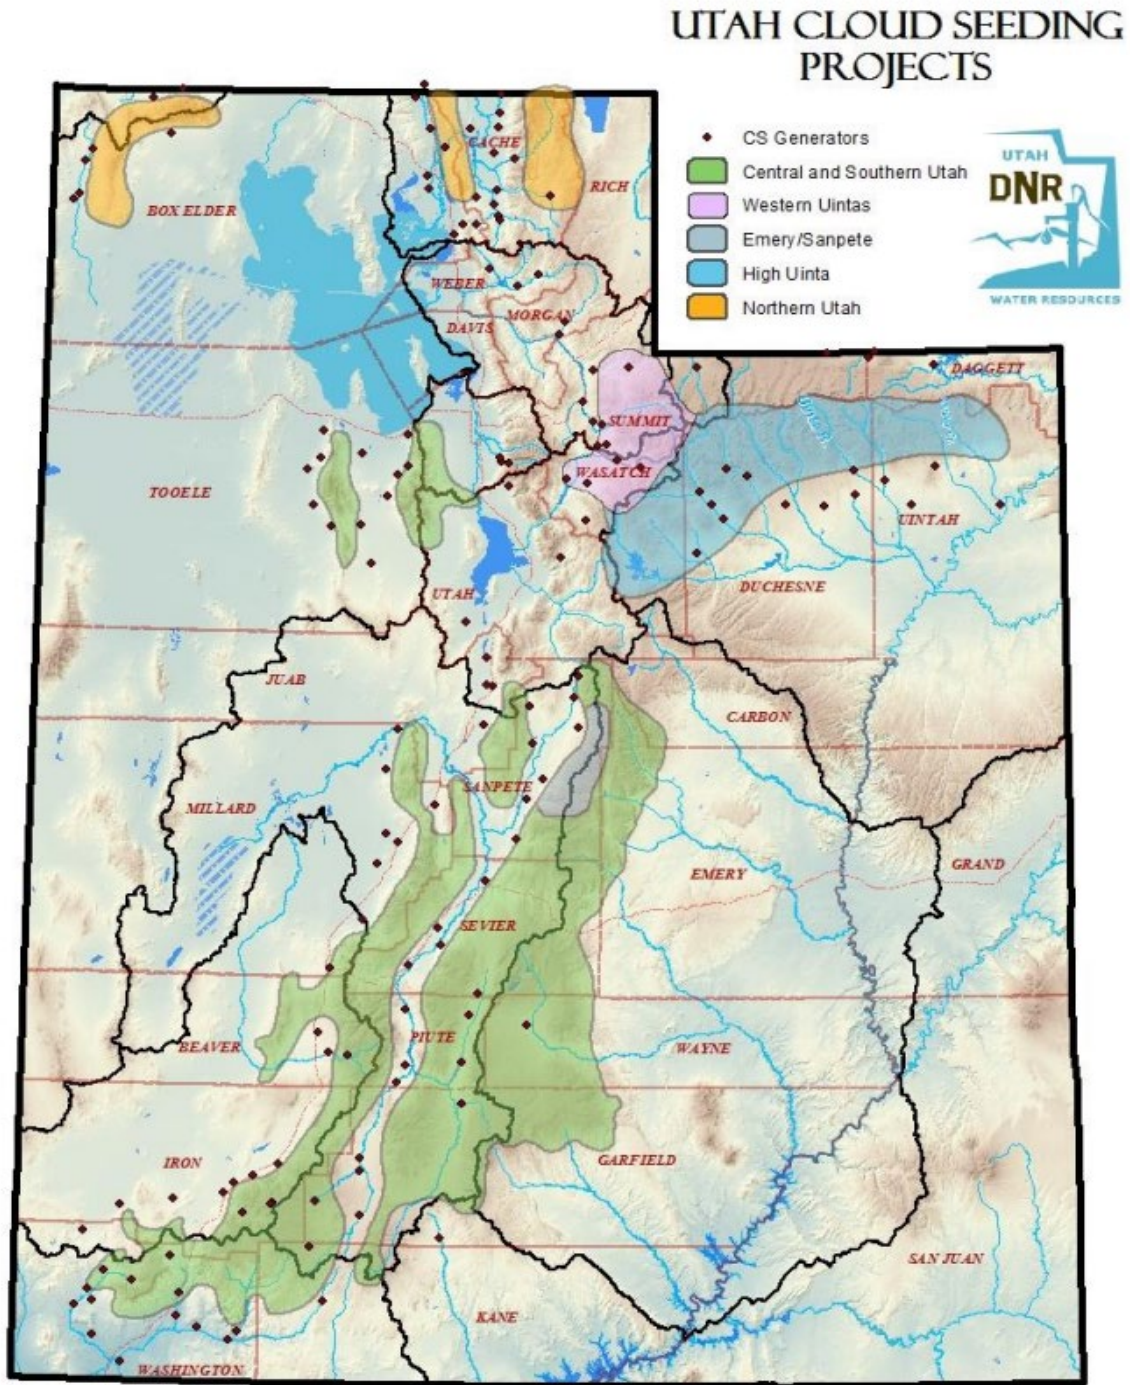 UTAH CLOUD SEEDING
PROJECTS
CS Generators
Central and Southern Utah
Western Uintas
Emery/Sanpete
High Uinta
Northern Utah
UTAH
DNR
WATER RESOURCES
CACHE
RICH
BOX ELDER
WEBER
DAVIS
MORGAN
DAGGETT
SUMMIT
WASATCH
TOOELE
UINTAH
DUCHESNE
UTAH
JUAB
CARBON
SANPETE
MILLARD
GRAND
EMERY
SEVIER
PIUTE
BEAVER
WAYNE
IRON
GARFIELD
SAN JUAN
KANE
WASHINGTON